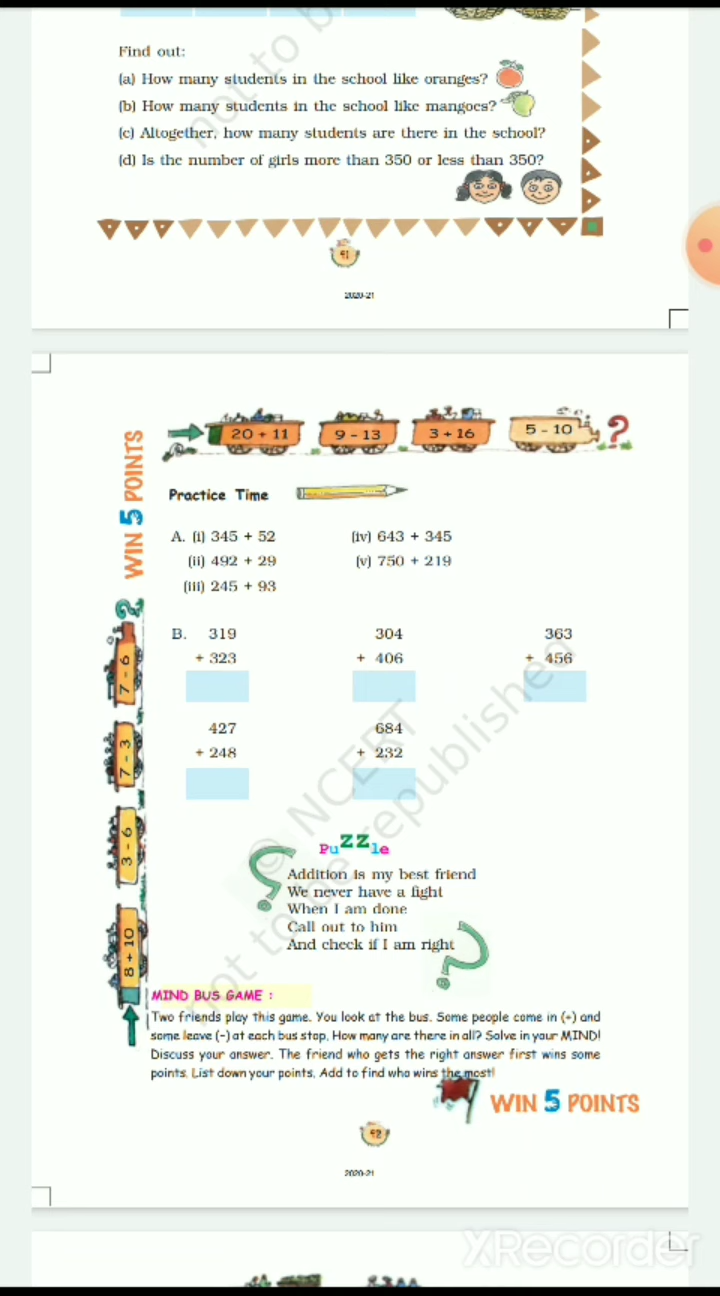 Find out:
(a) How many students in the school like oranges?
(b) How many students in the school like mangoes?
(c) Altogether, how many students are there in the school?
(d) Is the number of girls more than 350 or less than 350?
91
2020-21
20 + 11
9 - 13
3 + 16
5 - 10
?
WIN 5 POINTS
Practice Time
A. (i) 345 + 52
(iv) 643 + 345
(ii) 492 + 29
(v) 750 + 219
(iii) 245 + 93
?
7 - 6
7 - 3
3 - 6
8 + 10
B. 319
+ 323
304
+ 406
363
+ 456
427
+ 248
684
+ 232
© NCERT
not to be republished
Puzzle
Addition is my best friend
We never have a fight
When I am done
Call out to him
And check if I am right
MIND BUS GAME :
Two friends play this game. You look at the bus. Some people come in (+) and
some leave (-) at each bus stop. How many are there in all? Solve in your MIND!
Discuss your answer. The friend who gets the right answer first wins some
points. List down your points. Add to find who wins the most!
WIN 5 POINTS
92
2020-21
XRecorder